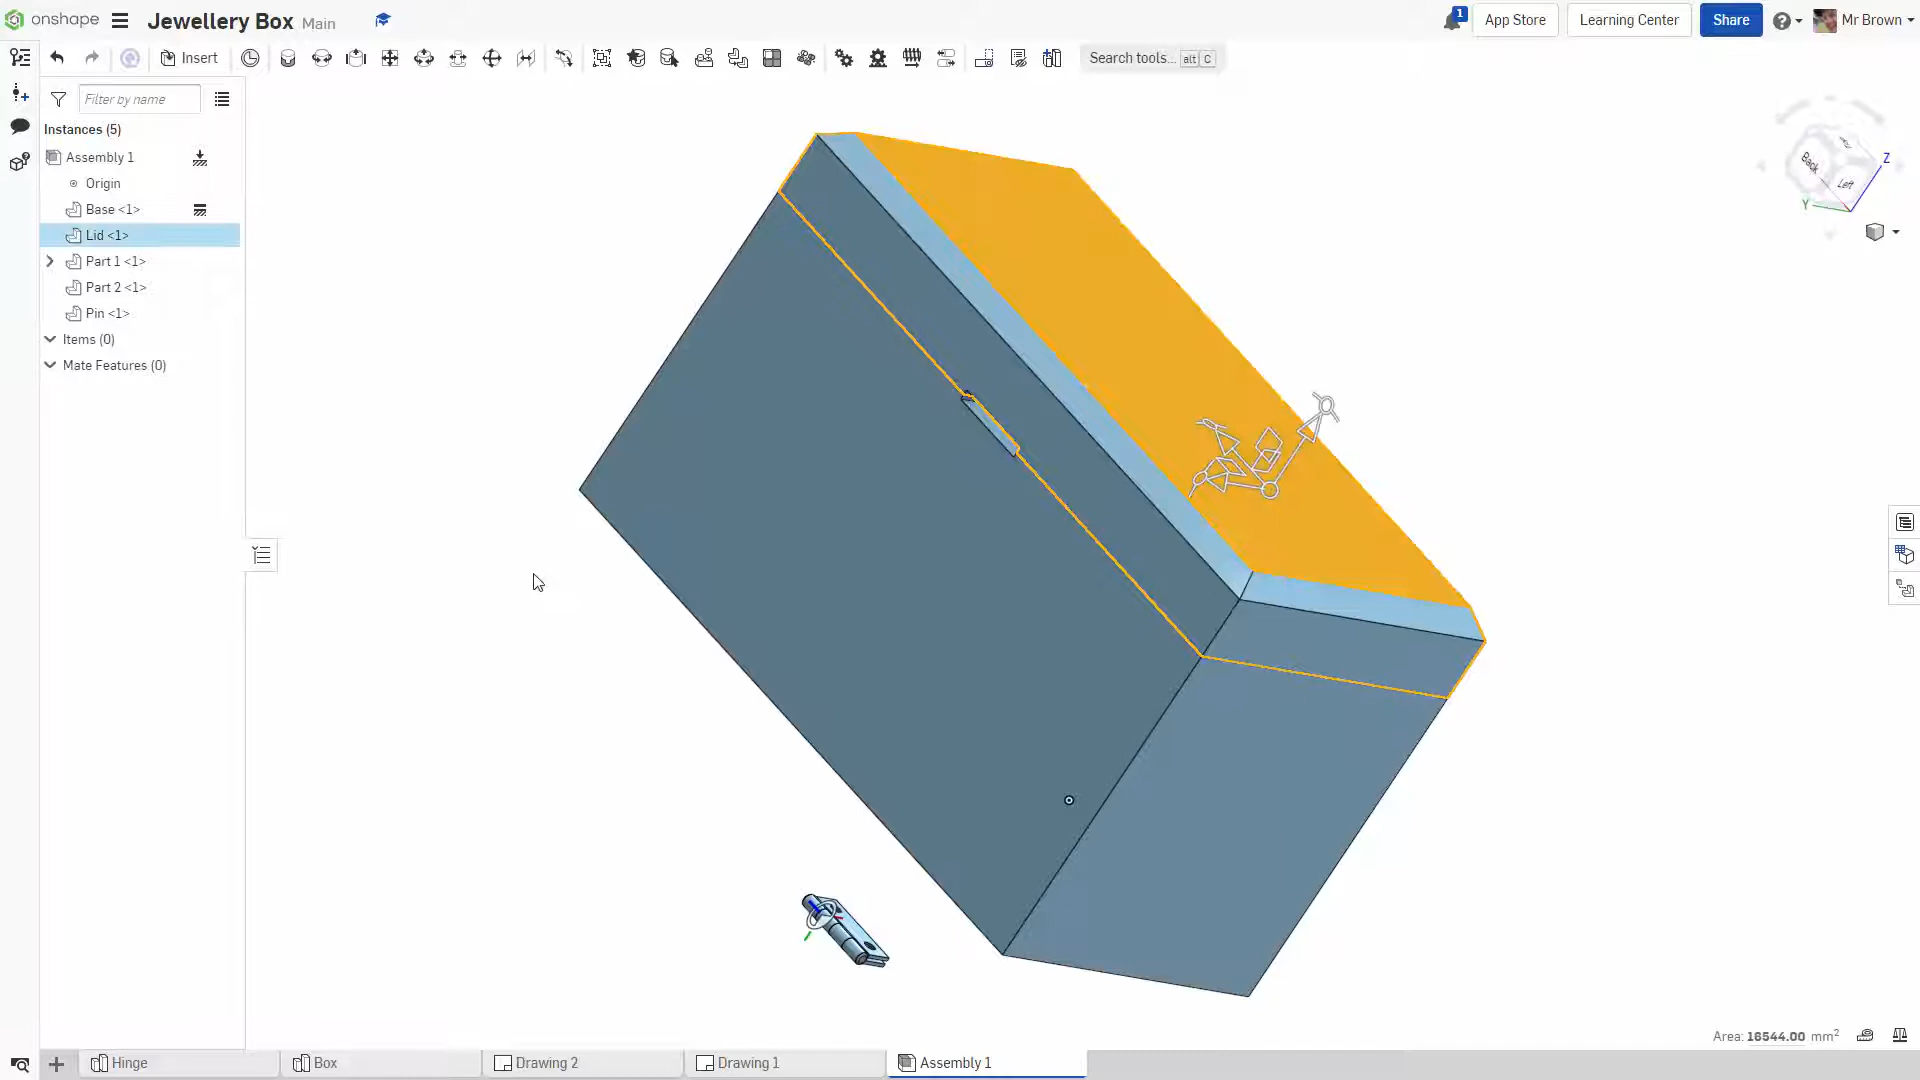 onshape
Jewellery Box Main
1
App Store
Learning Center
Share
Mr Brown
Insert
Search tools... alt C
Filter by name
Instances (5)
Assembly 1
Origin
Base <1>
Lid <1>
Part 1 <1>
Part 2 <1>
Pin <1>
Items (0)
Mate Features (0)
Back
Left
Z
Y
Area: 16544.00 mm²
Hinge
Box
Drawing 2
Drawing 1
Assembly 1